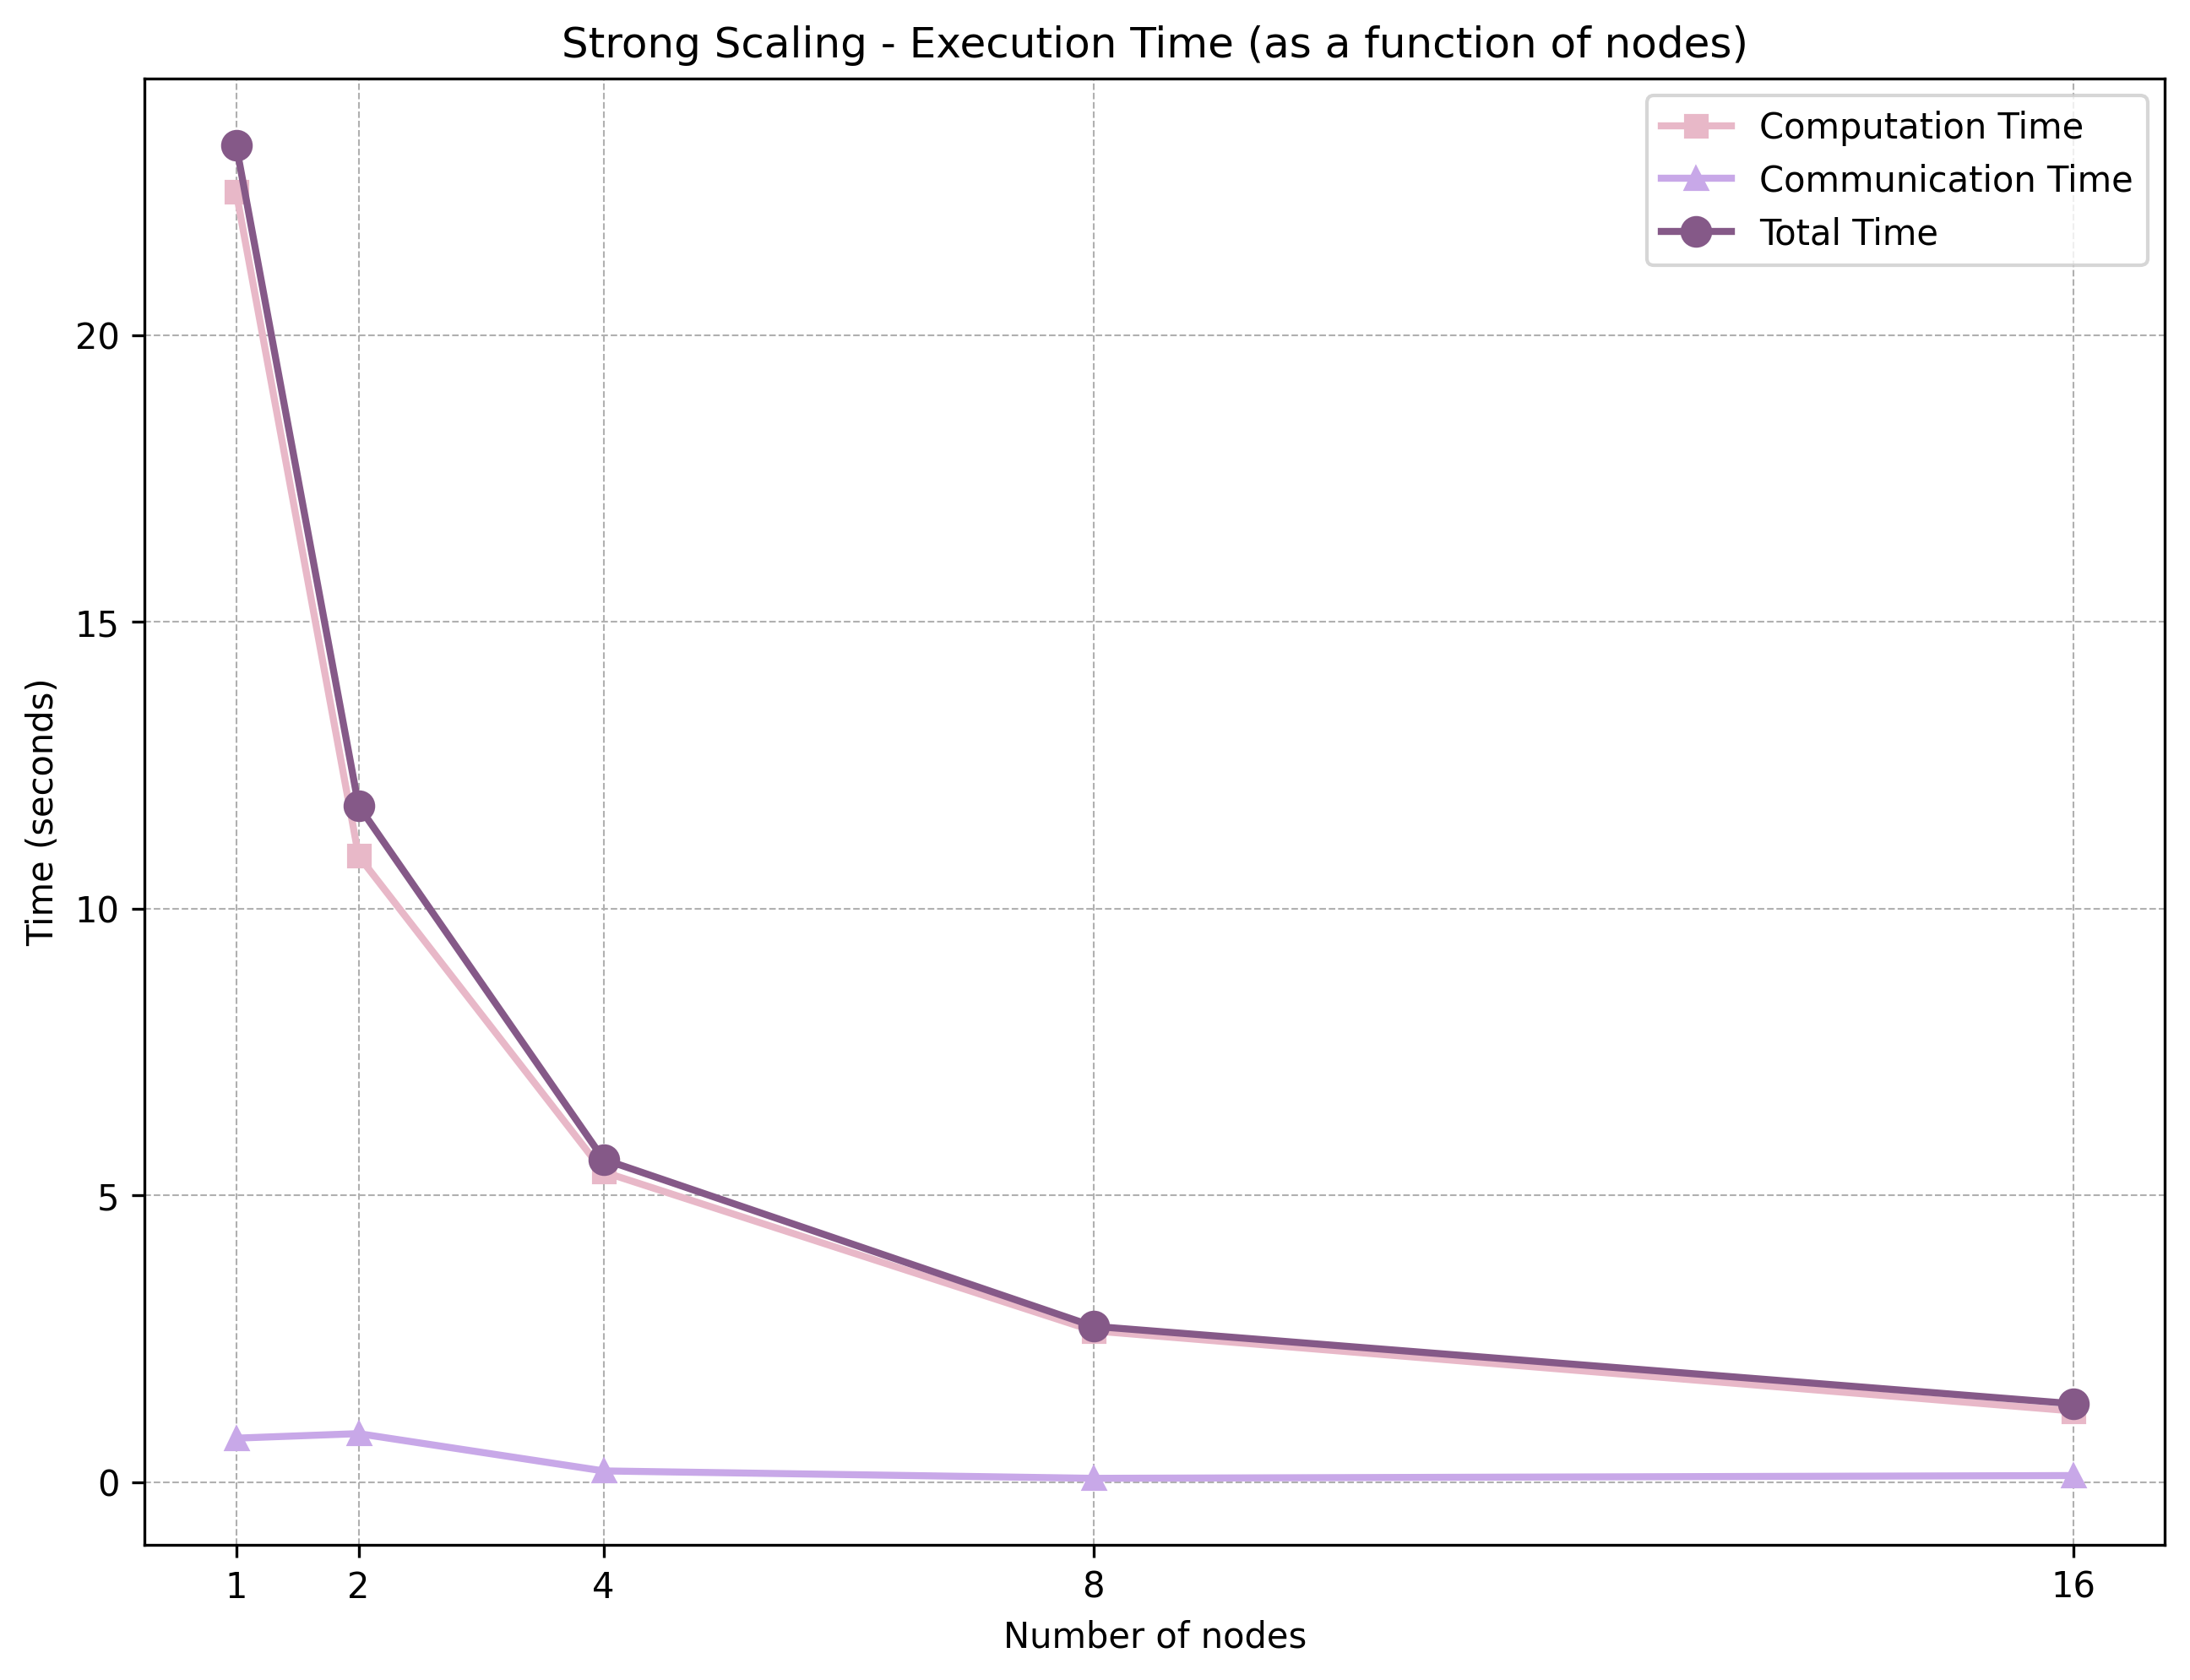 Strong Scaling - Execution Time (as a function of nodes)
Computation Time
Communication Time
Total Time
20
15
10
5
0
Time (seconds)
1 2 4 8 16
Number of nodes